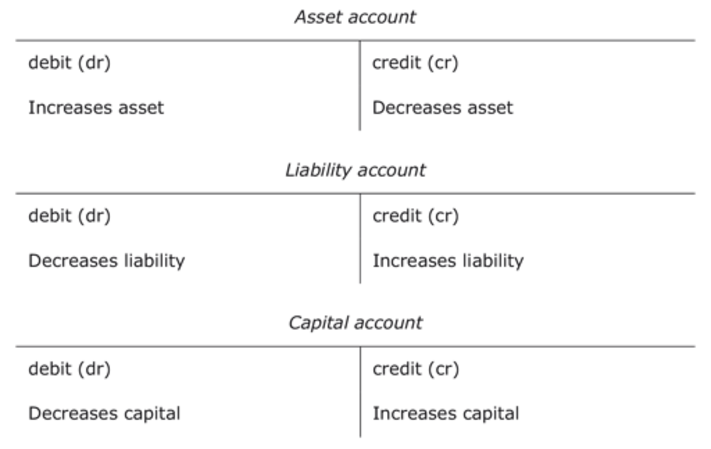 Asset account
debit (dr) credit (cr)
Increases asset Decreases asset
Liability account
debit (dr) credit (cr)
Decreases liability Increases liability
Capital account
debit (dr) credit (cr)
Decreases capital Increases capital